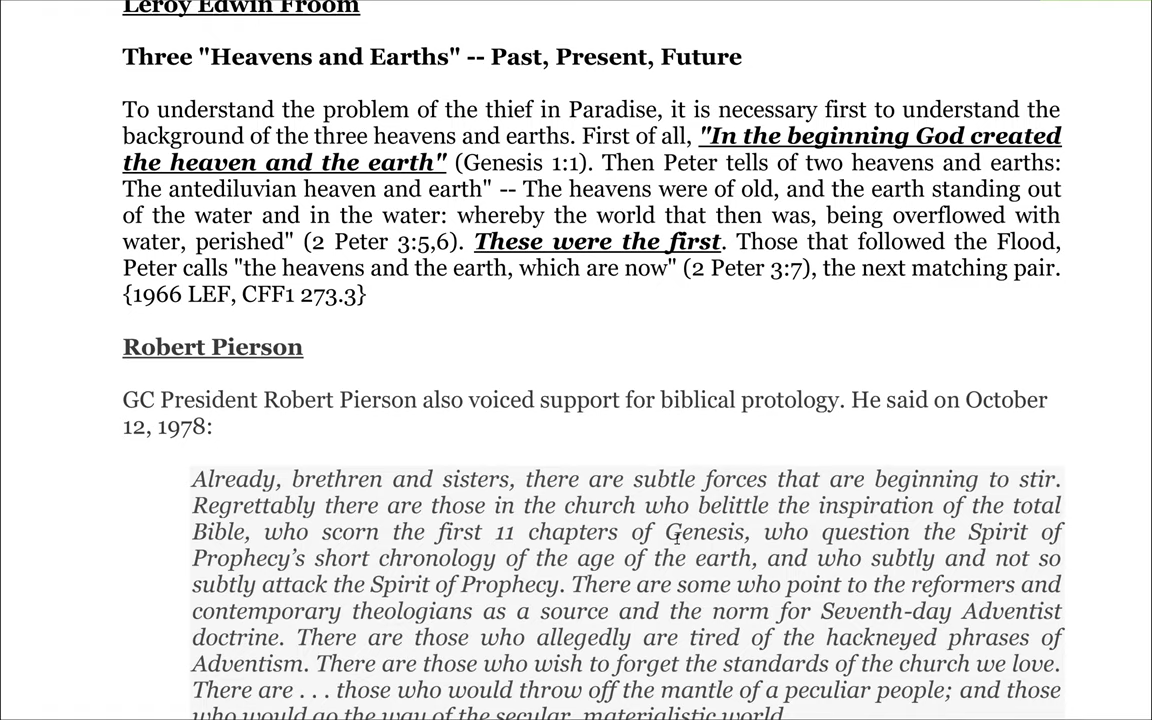 Leroy Edwin Froom
Three "Heavens and Earths" -- Past, Present, Future
To understand the problem of the thief in Paradise, it is necessary first to understand the
background of the three heavens and earths. First of all, "In the beginning God created
the heaven and the earth" (Genesis 1:1). Then Peter tells of two heavens and earths:
The antediluvian heaven and earth" -- The heavens were of old, and the earth standing out
of the water and in the water: whereby the world that then was, being overflowed with
water, perished" (2 Peter 3:5,6). These were the first. Those that followed the Flood,
Peter calls "the heavens and the earth, which are now" (2 Peter 3:7), the next matching pair.
{1966 LEF, CFF1 273.3}
Robert Pierson
GC President Robert Pierson also voiced support for biblical protology. He said on October
12, 1978:
Already, brethren and sisters, there are subtle forces that are beginning to stir.
Regrettably there are those in the church who belittle the inspiration of the total
Bible, who scorn the first 11 chapters of Genesis, who question the Spirit of
Prophecy's short chronology of the age of the earth, and who subtly and not so
subtly attack the Spirit of Prophecy. There are some who point to the reformers and
contemporary theologians as a source and the norm for Seventh-day Adventist
doctrine. There are those who allegedly are tired of the hackneyed phrases of
Adventism. There are those who wish to forget the standards of the church we love.
There are . . . those who would throw off the mantle of a peculiar people; and those
who would go the way of the secular, materialistic world.